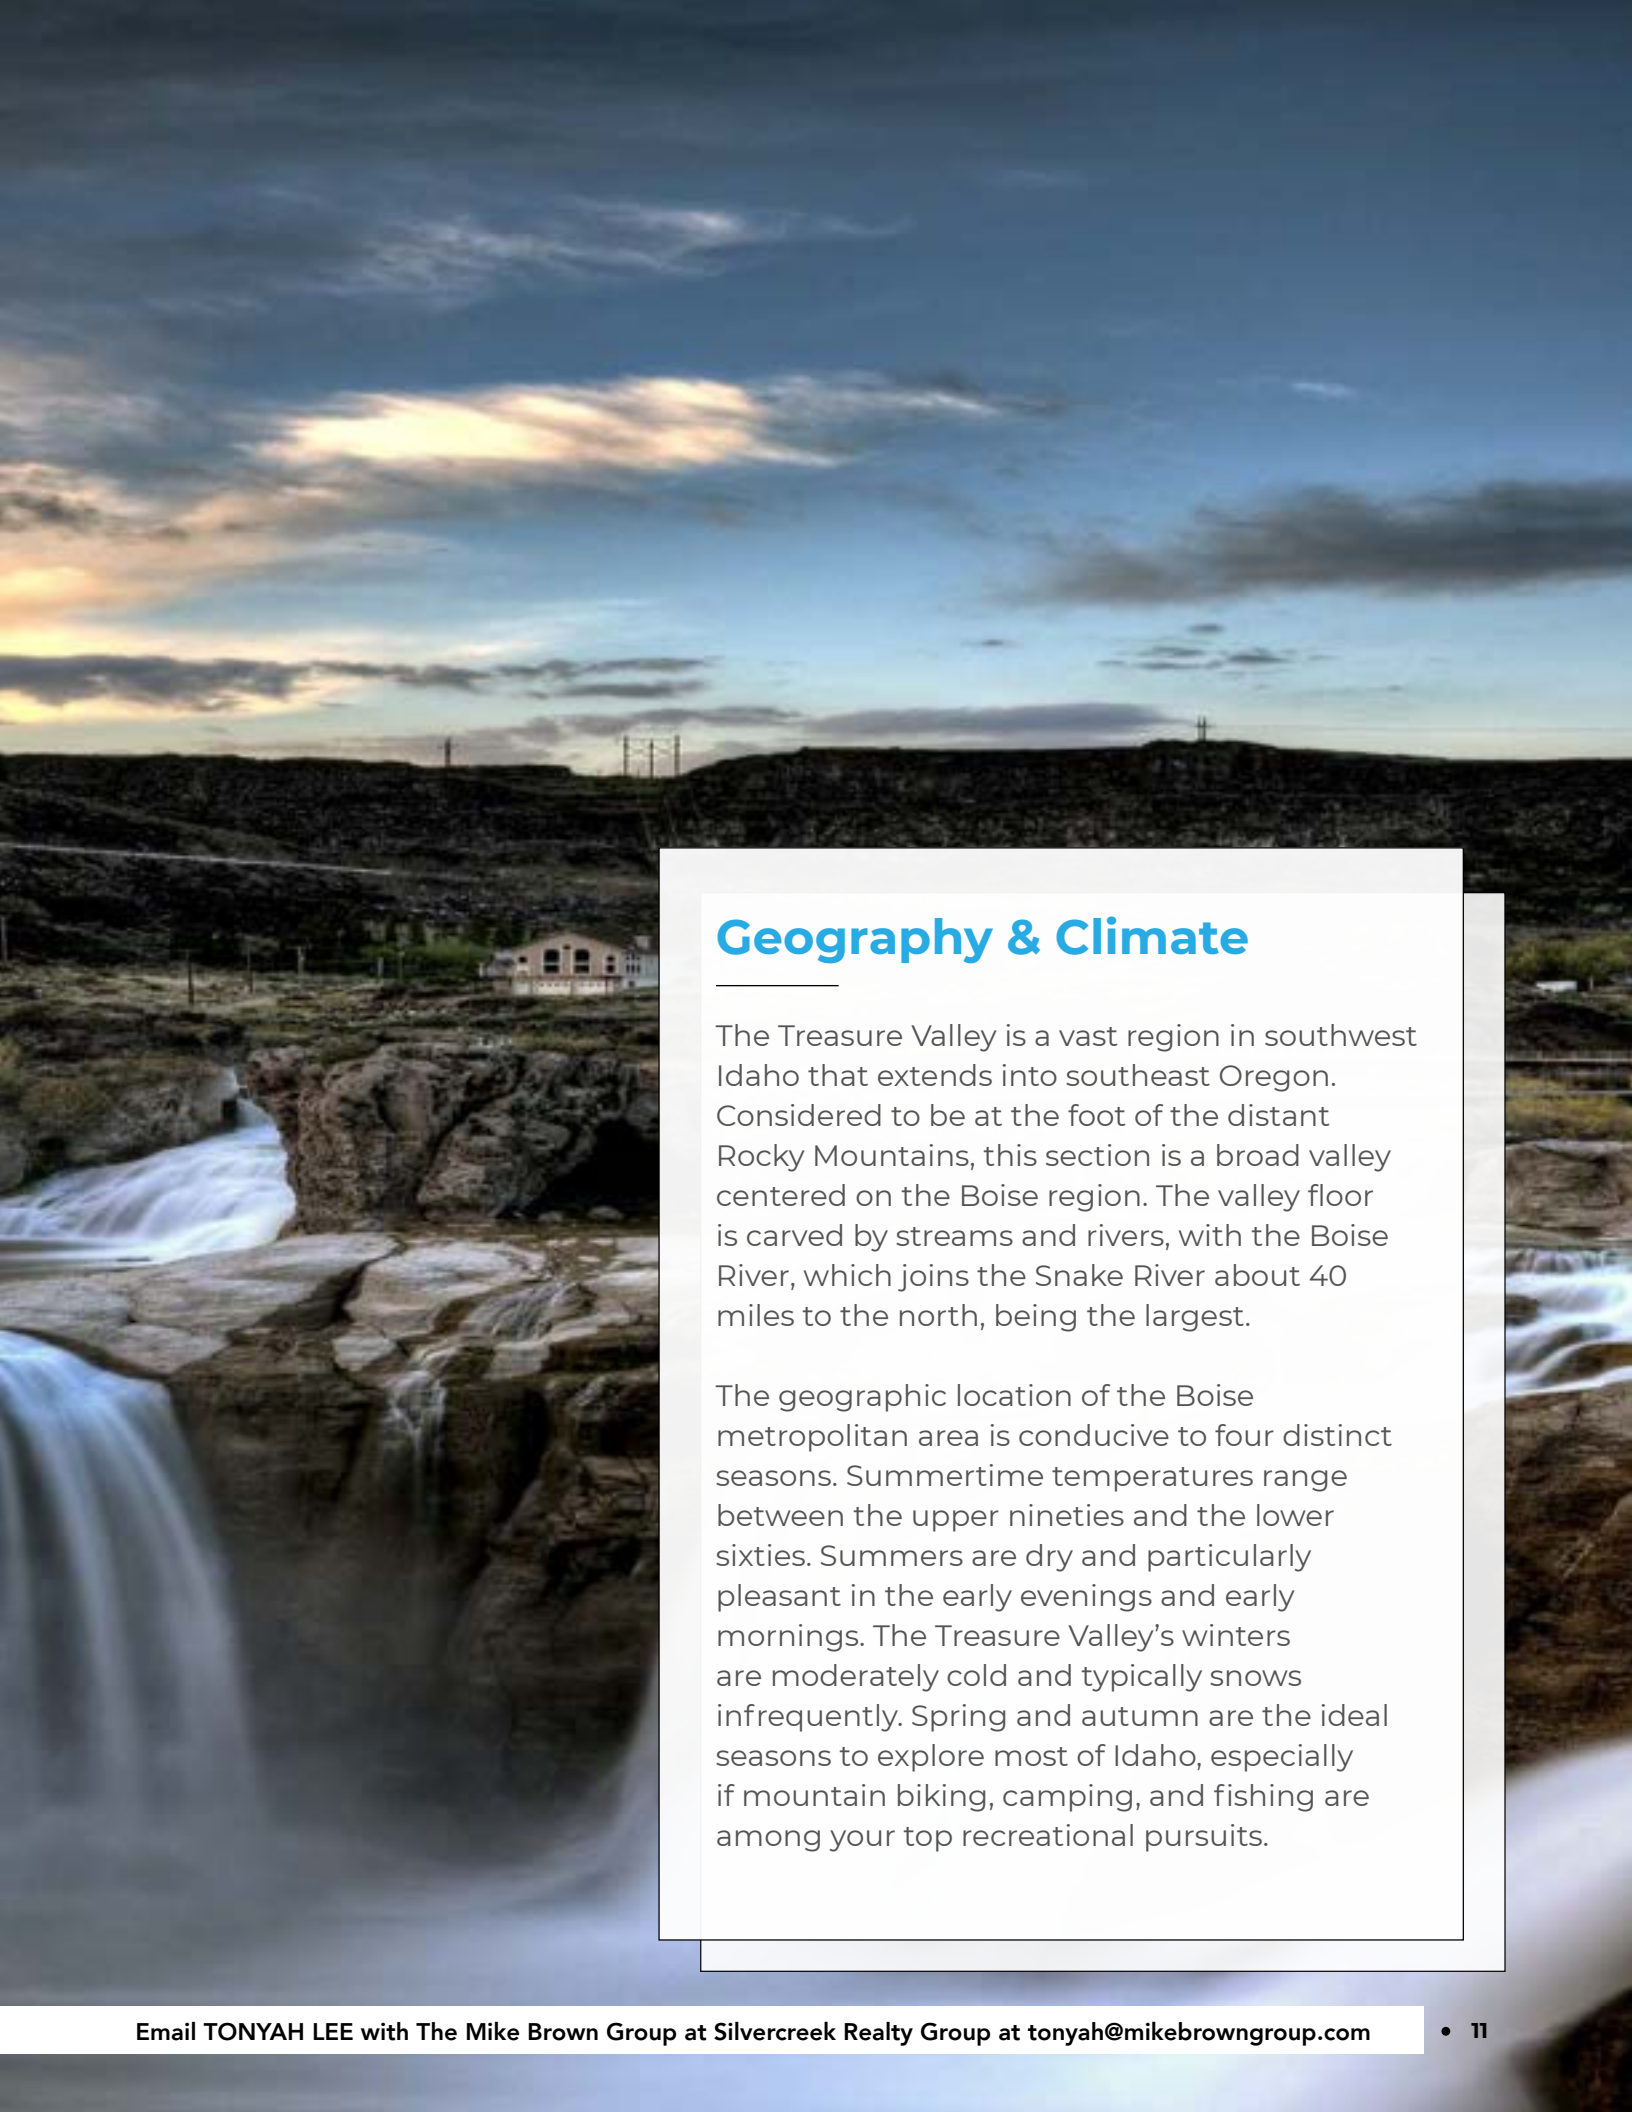 Geography & Climate
The Treasure Valley is a vast region in southwest
Idaho that extends into southeast Oregon.
Considered to be at the foot of the distant
Rocky Mountains, this section is a broad valley
centered on the Boise region. The valley floor
is carved by streams and rivers, with the Boise
River, which joins the Snake River about 40
miles to the north, being the largest.
The geographic location of the Boise
metropolitan area is conducive to four distinct
seasons. Summertime temperatures range
between the upper nineties and the lower
sixties. Summers are dry and particularly
pleasant in the early evenings and early
mornings. The Treasure Valley’s winters
are moderately cold and typically snows
infrequently. Spring and autumn are the ideal
seasons to explore most of Idaho, especially
if mountain biking, camping, and fishing are
among your top recreational pursuits.
Email TONYAH LEE with The Mike Brown Group at Silvercreek Realty Group at tonyah@mikebrowngroup.com • 11